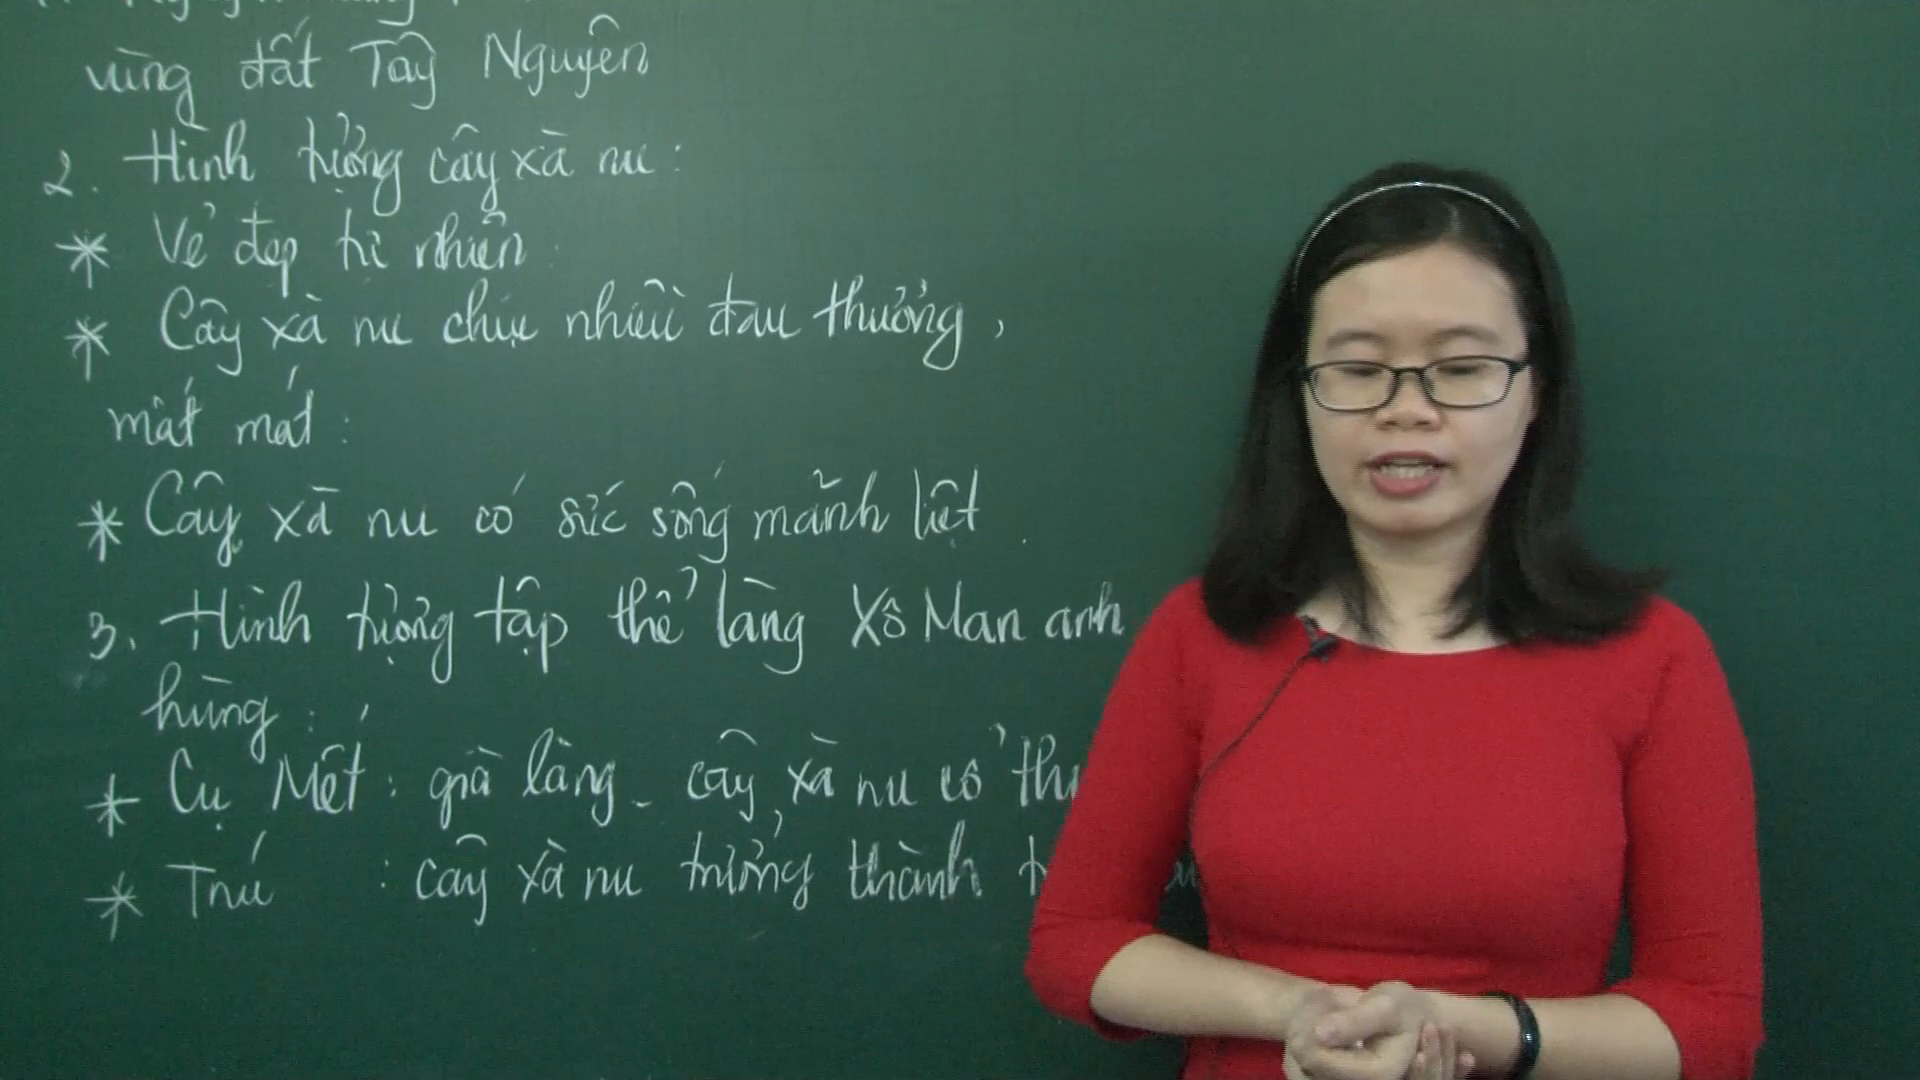 vùng đất Tây Nguyên
2. Hình tượng cây xà nu :
* Vẻ đẹp tự nhiên :
* Cây xà nu chịu nhiều đau thương,
mất mát :
* Cây xà nu có sức sống mãnh liệt .
3. Hình tượng tập thể làng Xô Man anh
hùng :
* Cụ Mết : già làng - cây xà nu cổ thụ
* Tnú : cây xà nu trưởng thành